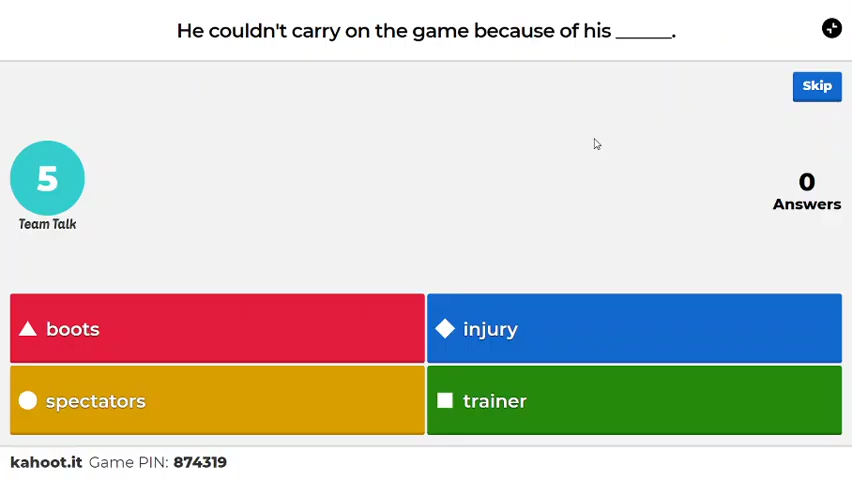 He couldn't carry on the game because of his ______.
Skip
5
Team Talk
0
Answers
boots
injury
spectators
trainer
kahoot.it Game PIN: 874319